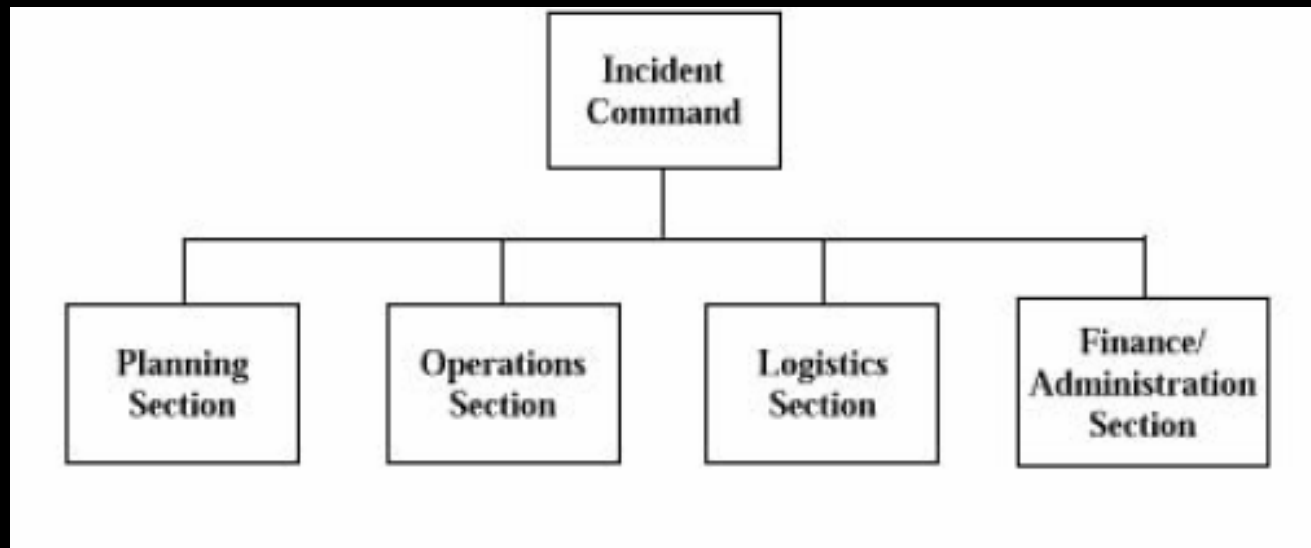 Incident
Command
Planning
Section
Operations
Section
Logistics
Section
Finance/
Administration
Section